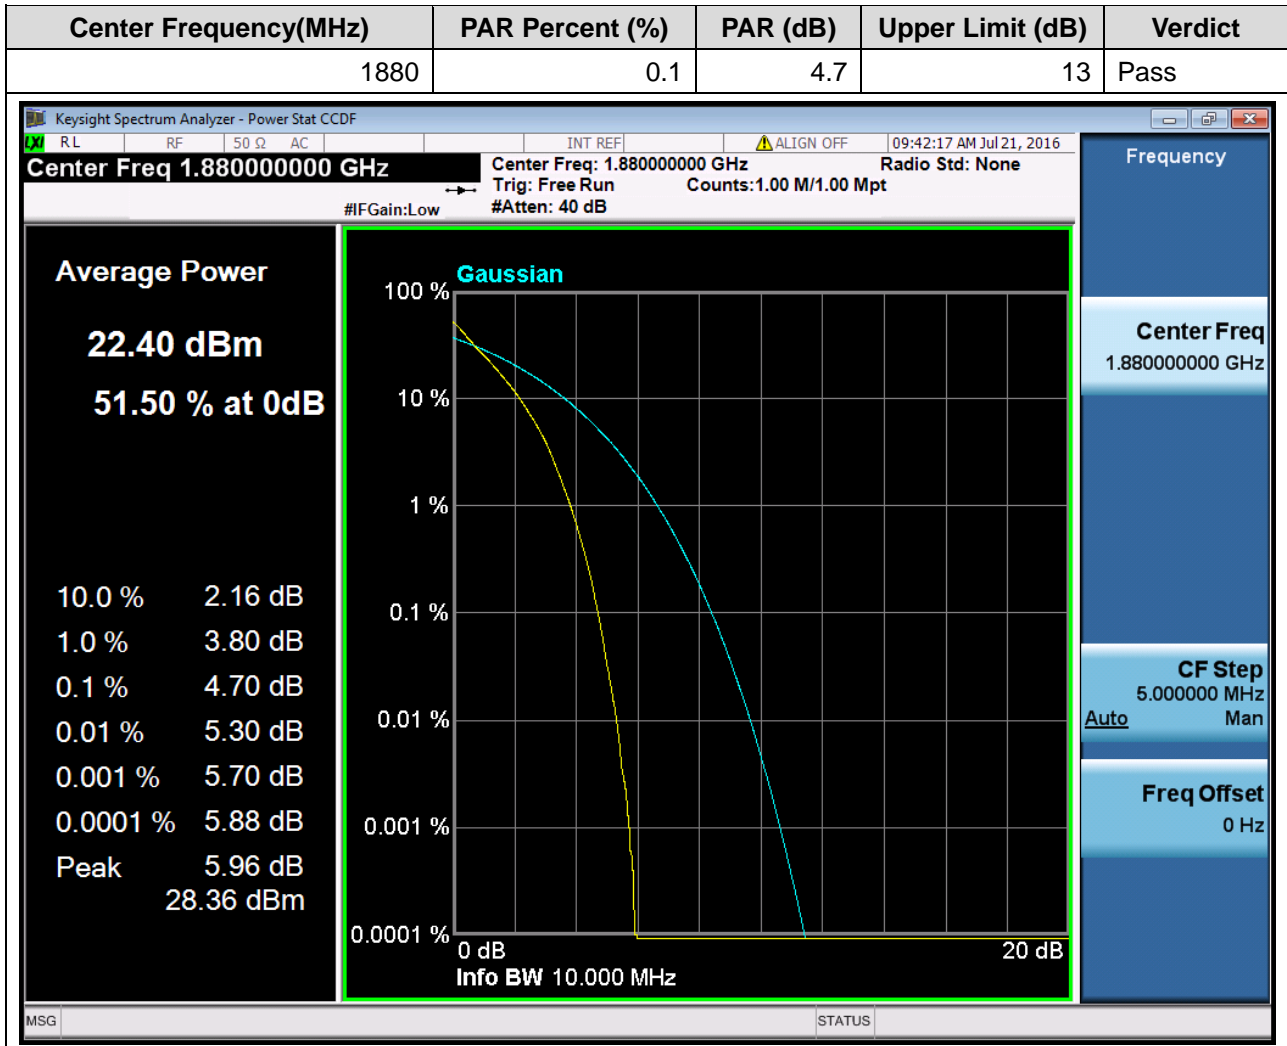 Center Frequency(MHz) PAR Percent (%) PAR (dB) Upper Limit (dB) Verdict
1880 0.1 4.7 13 Pass
Keysight Spectrum Analyzer - Power Stat CCDF
LXI RL RF 50 Ω AC INT REF ALIGN OFF 09:42:17 AM Jul 21, 2016
Center Freq 1.880000000 GHz
Center Freq: 1.880000000 GHz Radio Std: None
Trig: Free Run Counts:1.00 M/1.00 Mpt
#IFGain:Low #Atten: 40 dB
Average Power
22.40 dBm
51.50 % at 0dB
10.0 % 2.16 dB
1.0 % 3.80 dB
0.1 % 4.70 dB
0.01 % 5.30 dB
0.001 % 5.70 dB
0.0001 % 5.88 dB
Peak 5.96 dB
28.36 dBm
Gaussian
100 %
10 %
1 %
0.1 %
0.01 %
0.001 %
0.0001 %
0 dB 20 dB
Info BW 10.000 MHz
Frequency
Center Freq
1.880000000 GHz
CF Step
5.000000 MHz
Auto Man
Freq Offset
0 Hz
MSG STATUS